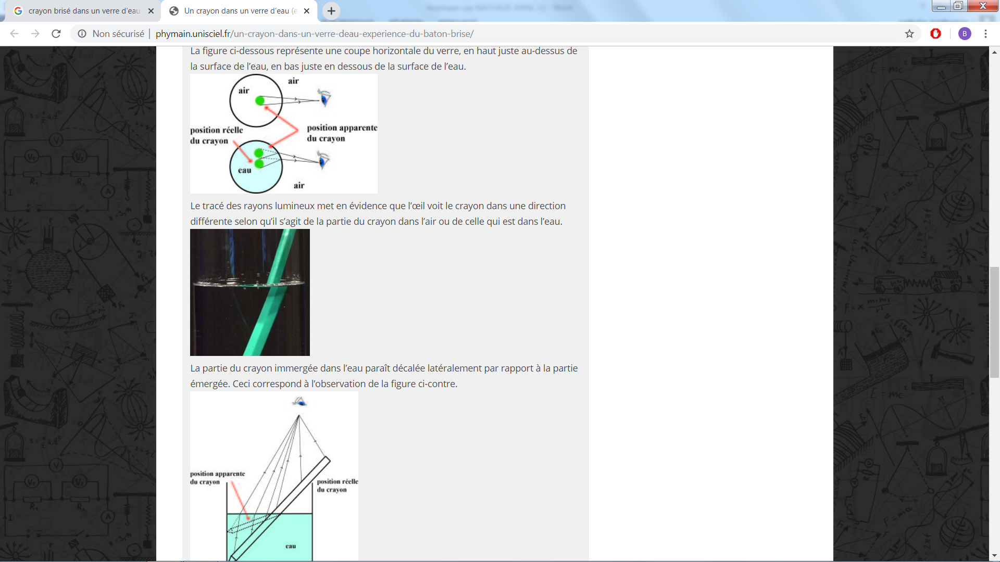 crayon brisé dans un verre d'eau
Un crayon dans un verre d'eau (e
Non sécurisé
phymain.unisciel.fr/un-crayon-dans-un-verre-deau-experience-du-baton-brise/
B
La figure ci-dessous représente une coupe horizontale du verre, en haut juste au-dessus de
la surface de l'eau, en bas juste en dessous de la surface de l'eau.
air
air
position réelle
du crayon
position apparente
du crayon
eau
air
Le tracé des rayons lumineux met en évidence que l'œil voit le crayon dans une direction
différente selon qu'il s'agit de la partie du crayon dans l'air ou de celle qui est dans l'eau.
La partie du crayon immergée dans l'eau paraît décalée latéralement par rapport à la partie
émergée. Ceci correspond à l'observation de la figure ci-contre.
position apparente
du crayon
position réelle
du crayon
eau